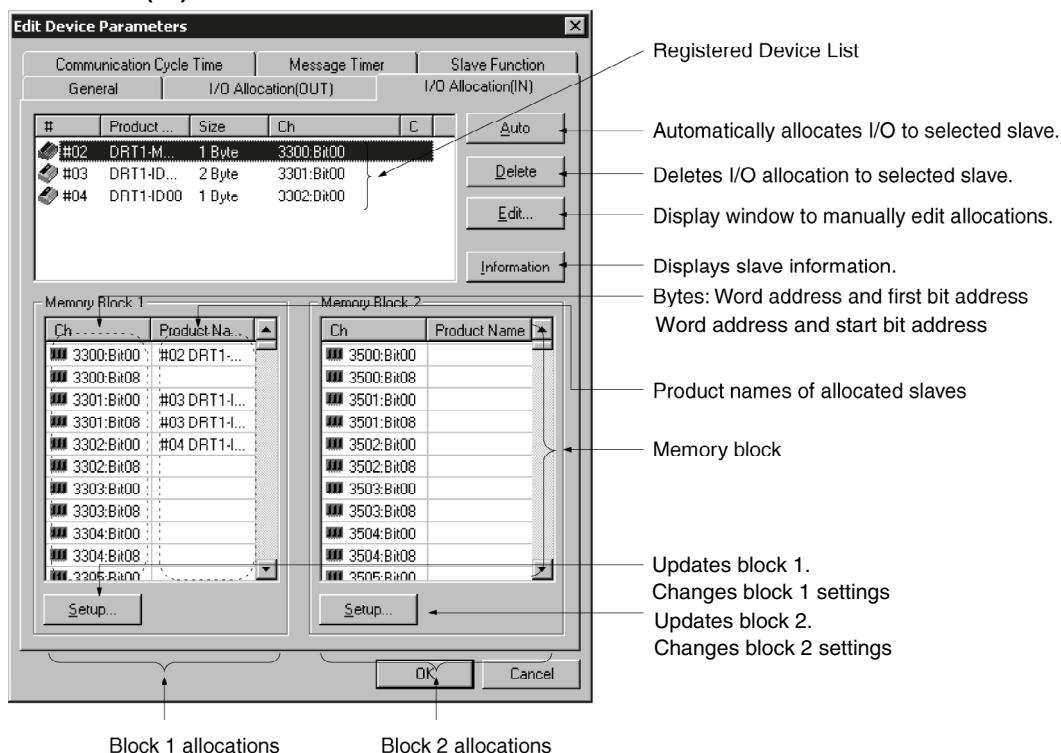 Edit Device Parameters
Communication Cycle Time
Message Timer
Slave Function
General
I/O Allocation(OUT)
I/O Allocation(IN)
# Product ... Size Ch C
#02 DRT1-M... 1 Byte 3300:Bit00
#03 DRT1-ID... 2 Byte 3301:Bit00
#04 DRT1-ID00 1 Byte 3302:Bit00
Auto
Delete
Edit...
Information
Registered Device List
Automatically allocates I/O to selected slave.
Deletes I/O allocation to selected slave.
Display window to manually edit allocations.
Displays slave information.
Bytes: Word address and first bit address
Word address and start bit address
Product names of allocated slaves
Memory block
Updates block 1.
Changes block 1 settings
Updates block 2.
Changes block 2 settings
Memory Block 1
Ch Product Na...
3300:Bit00 #02 DRT1-...
3300:Bit08
3301:Bit00 #03 DRT1-I...
3301:Bit08 #03 DRT1-I...
3302:Bit00 #04 DRT1-I...
3302:Bit08
3303:Bit00
3303:Bit08
3304:Bit00
3304:Bit08
3305:Bit00
Setup...
Memory Block 2
Ch Product Name
3500:Bit00
3500:Bit08
3501:Bit00
3501:Bit08
3502:Bit00
3502:Bit08
3503:Bit00
3503:Bit08
3504:Bit00
3504:Bit08
3505:Bit00
Setup...
OK
Cancel
Block 1 allocations
Block 2 allocations